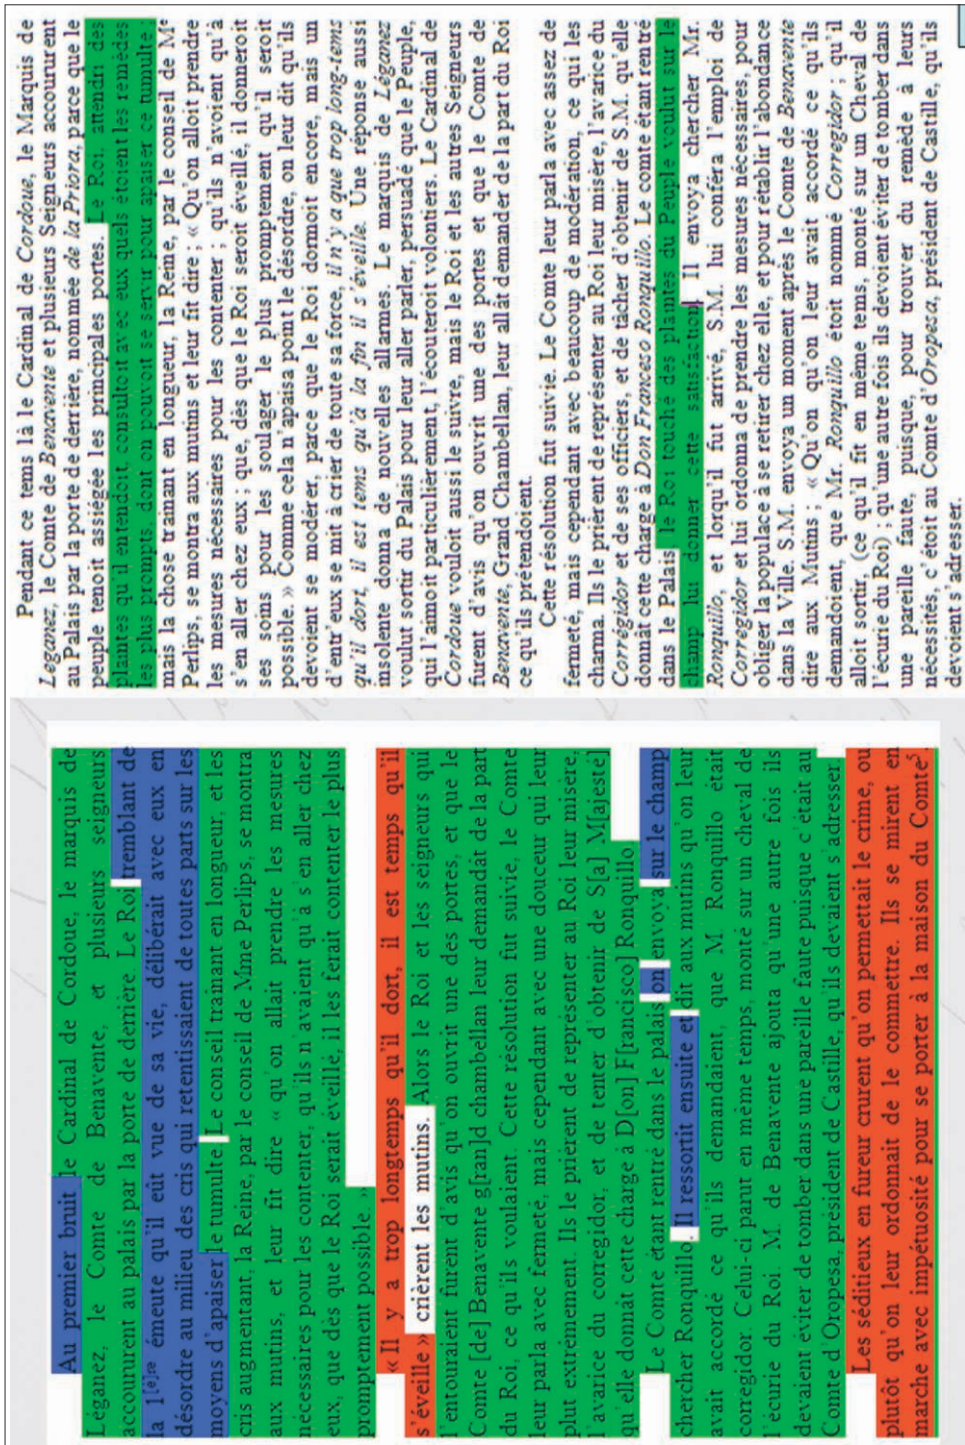 Au premier bruit le Cardinal de Cordoue, le marquis de
Léganez, le Comte de Benavente, et plusieurs seigneurs
accoururent au palais par la porte de derrière. Le Roi tremblant de
la 1[è]re émeute qu'il eût vue de sa vie, délibérait avec eux en
désordre au milieu des cris qui retentissaient de toutes parts sur les
moyens d'apaiser le tumulte. Le conseil trainant en longueur, et les
cris augmentant, la Reine, par le conseil de Mme Perlips, se montra
aux mutins, et leur fit dire « qu'on allait prendre les mesures
nécessaires pour les contenter, qu'ils n'avaient qu'à s'en aller chez
eux, que dès que le Roi serait éveillé, il les ferait contenter le plus
promptement possible. »
« Il y a trop longtemps qu'il dort, il est temps qu'il
s'éveille » crièrent les mutins. Alors le Roi et les seigneurs qui
l'entouraient furent d'avis qu'on ouvrit une des portes, et que le
Comte [de] Benavente g[ran]d chambellan leur demandât de la part
du Roi, ce qu'ils voulaient. Cette résolution fut suivie, le Comte
leur parla avec fermeté, mais cependant avec une douceur qui leur
plut extrêmement. Ils le prièrent de représenter au Roi leur misère,
l'avarice du corregidor, et de tenter d'obtenir de S[a] M[ajesté]
qu'elle donnât cette charge à D[on] F[rancisco] Ronquillo.
Le Comte étant rentré dans le palais on envoya sur le champ
chercher Ronquillo. Il ressortit ensuite et dit aux mutins qu'on leur
avait accordé ce qu'ils demandaient, que M. Ronquillo était
corregidor. Celui-ci parut en même temps, monté sur un cheval de
l'écurie du Roi. M. de Benavente ajouta qu'une autre fois ils
devaient éviter de tomber dans une pareille faute puisque c'était au
Comte d'Oropesa, président de Castille, qu'ils devaient s'adresser.
Les séditieux en fureur crurent qu'on permettait le crime, ou
plutôt qu'on leur ordonnait de le commettre. Ils se mirent en
marche avec impétuosité pour se porter à la maison du Comte5
Pendant ce tems là le Cardinal de Cordoue, le Marquis de
Leganez, le Comte de Benavente et plusieurs Seigneurs accoururent
au Palais par la porte de derrière, nommée de la Priora, parce que le
peuple tenoit assiégée les principales portes. Le Roi, attendri des
plaintes qu'il entendoit, consultoit avec eux quels étoient les remèdes
les plus prompts, dont on pouvoit se servir pour apaiser ce tumulte ;
mais la chose trainant en longueur, la Reine, par le conseil de Me
Perlips, se montra aux mutins et leur fit dire ; « Qu'on alloit prendre
les mesures nécessaires pour les contenter ; qu'ils n'avoient qu'à
s'en aller chez eux ; que, dès que le Roi seroit éveillé, il donneroit
ses soins pour les soulager le plus promptement qu'il seroit
possible. » Comme cela n'apaisa point le désordre, on leur dit qu'ils
devoient se modérer, parce que le Roi dormoit encore, mais un
d'entr'eux se mit à crier de toute sa force, il n'y a que trop long-tems
qu'il dort, il est tems qu'à la fin il s'éveille. Une réponse aussi
insolente donna de nouvelles allarmes. Le marquis de Léganez
voulut sortir du Palais pour leur aller parler, persuadé que le Peuple,
qui l'aimoit particulièrement, l'écouteroit volontiers. Le Cardinal de
Cordoue vouloit aussi le suivre, mais le Roi et les autres Seigneurs
furent d'avis qu'on ouvrit une des portes et que le Comte de
Benavente, Grand Chambellan, leur allât demander de la part du Roi
ce qu'ils prétendoient.
Cette résolution fut suivie. Le Comte leur parla avec assez de
fermeté, mais cependant avec beaucoup de modération, ce qui les
charma. Ils le prièrent de représenter au Roi leur misère, l'avarice du
Corrégidor et de ses officiers, et de tâcher d'obtenir de S.M. qu'elle
donnât cette charge à Don Franceso Ronquillo. Le comte étant rentré
dans le Palais, le Roi touché des plaintes du Peuple voulut sur le
champ lui donner cette satisfaction. Il envoya chercher Mr.
Ronquillo, et lorsqu'il fut arrivé, S.M. lui conféra l'emploi de
Corregidor et lui ordonna de prendre les mesures nécessaires, pour
obliger la populace à se retirer chez elle, et pour rétablir l'abondance
dans la Ville. S.M. envoya un moment après le Comte de Benavente
dire aux Mutins ; « Qu'on leur avait accordé ce qu'ils
demandoient, que Mr. Ronquillo étoit nommé Corregidor ; qu'il
alloit sortir, (ce qu'il fit en même tems, monté sur un Cheval de
l'écurie du Roi) ; qu'une autre fois ils devoient éviter de tomber dans
une pareille faute, puisque, pour trouver du remède à leurs
nécessités, c'étoit au Comte d'Oropesa, président de Castille, qu'ils
devoient s'adresser.